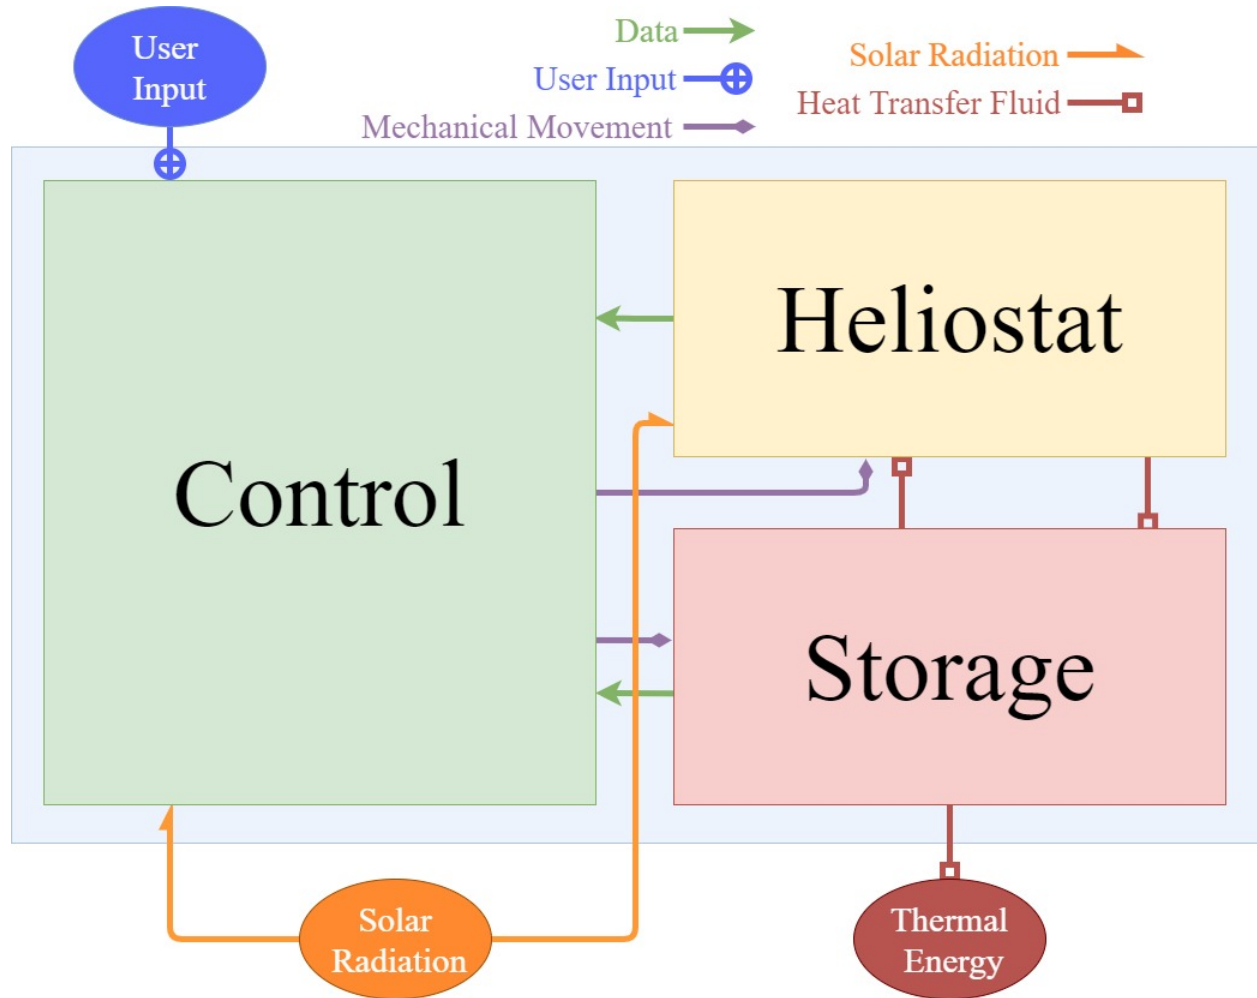 User
Input
Data
User Input
Mechanical Movement
Solar Radiation
Heat Transfer Fluid
Control
Heliostat
Storage
Solar
Radiation
Thermal
Energy